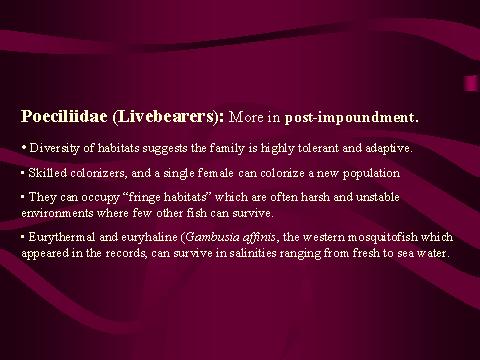 Poeciliidae (Livebearers): More in post-impoundment.
• Diversity of habitats suggests the family is highly tolerant and adaptive.
• Skilled colonizers, and a single female can colonize a new population
• They can occupy “fringe habitats” which are often harsh and unstable
environments where few other fish can survive.
• Eurythermal and euryhaline (Gambusia affinis, the western mosquitofish which
appeared in the records, can survive in salinities ranging from fresh to sea water.